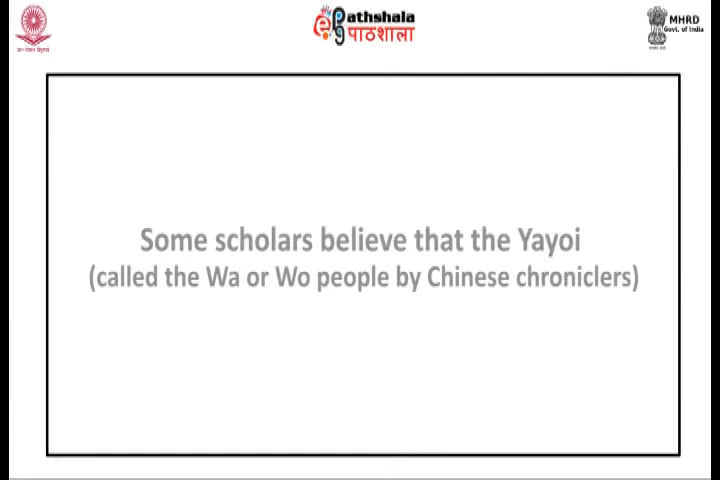 Pathshala
पाठशाला
MHRD
Govt. of India
Some scholars believe that the Yayoi
(called the Wa or Wo people by Chinese chroniclers)